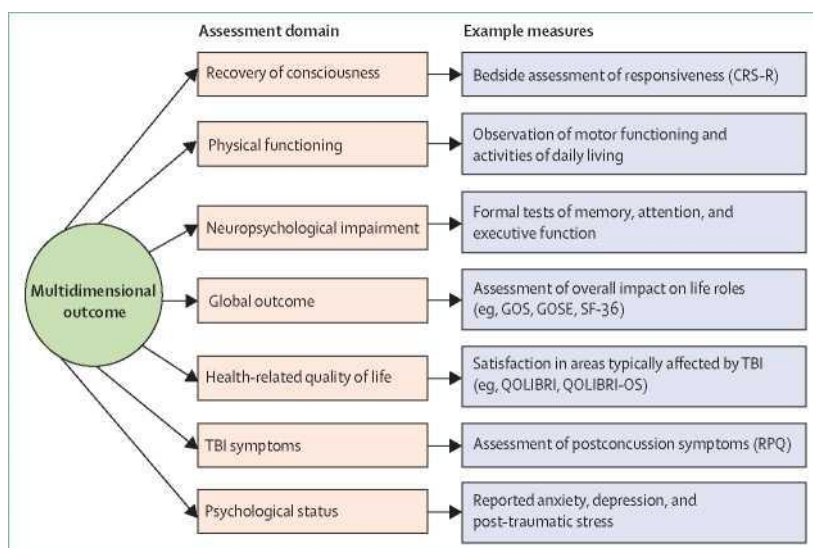 Assessment domain
Example measures
Recovery of consciousness
Bedside assessment of responsiveness (CRS-R)
Physical functioning
Observation of motor functioning and
activities of daily living
Neuropsychological impairment
Formal tests of memory, attention, and
executive function
Multidimensional
outcome
Global outcome
Assessment of overall impact on life roles
(eg, GOS, GOSE, SF-36)
Health-related quality of life
Satisfaction in areas typically affected by TBI
(eg, QOLIBRI, QOLIBRI-OS)
TBI symptoms
Assessment of postconcussion symptoms (RPQ)
Psychological status
Reported anxiety, depression, and
post-traumatic stress